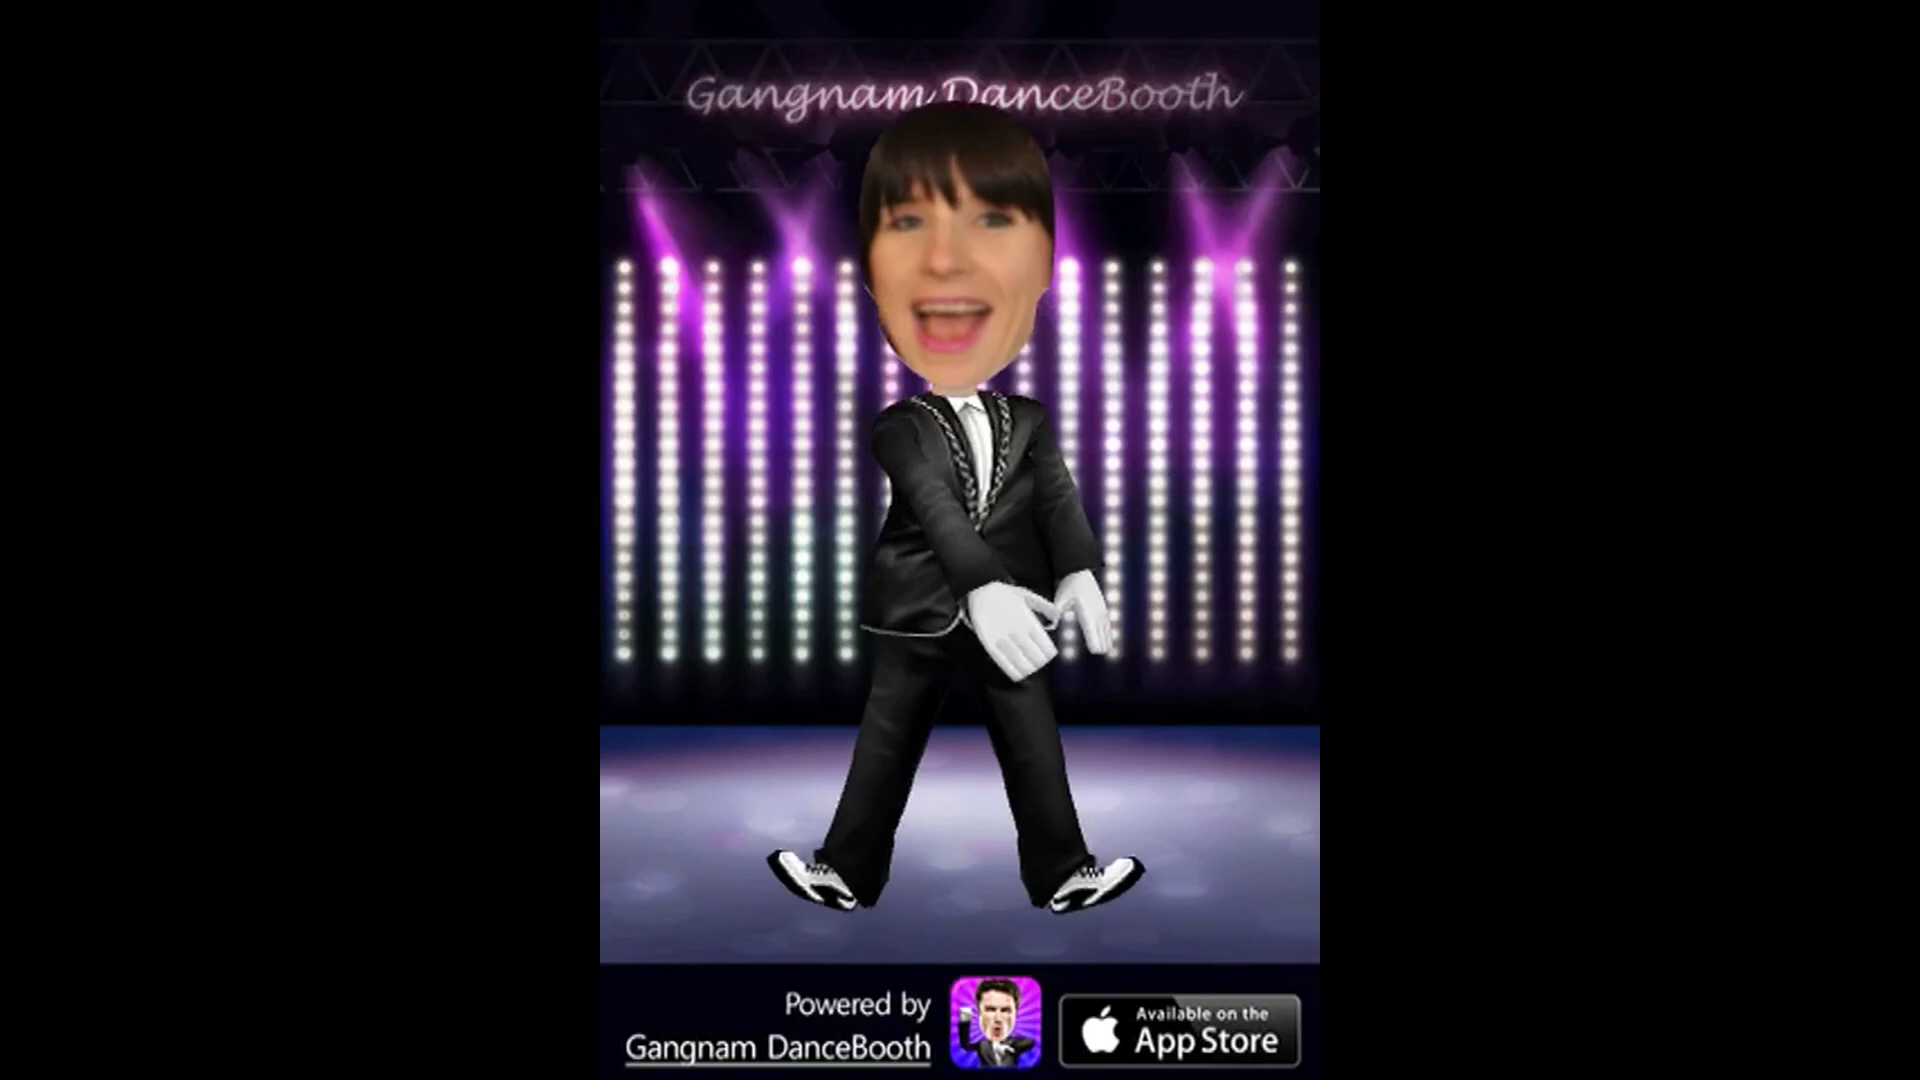 Gangnam DanceBooth
Powered by
Gangnam DanceBooth
Available on the
App Store